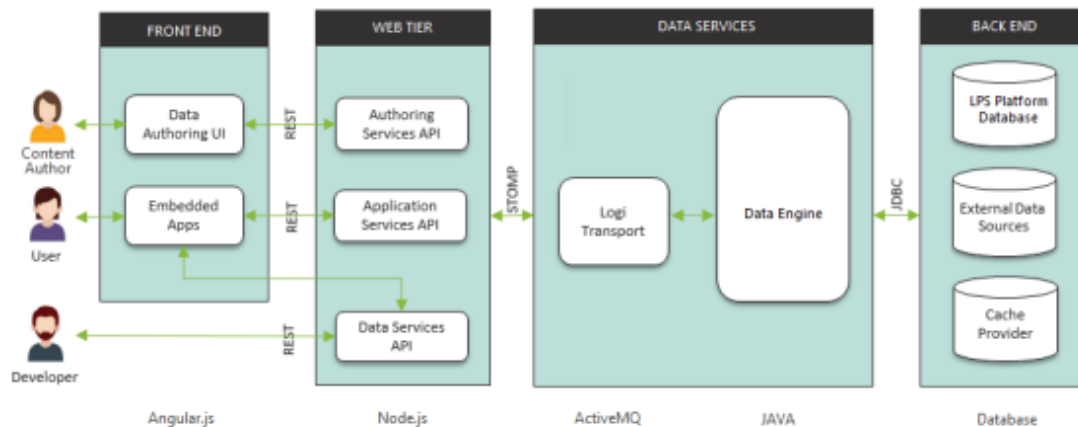 FRONT END
WEB TIER
DATA SERVICES
BACK END
Data
Authoring UI
REST
Authoring
Services API
LPS Platform
Database
Content
Author
Embedded
Apps
REST
Application
Services API
STOMP
Logi
Transport
Data Engine
JDBC
External Data
Sources
User
REST
Data Services
API
Cache
Provider
Developer
Angular.js
Node.js
ActiveMQ
JAVA
Database